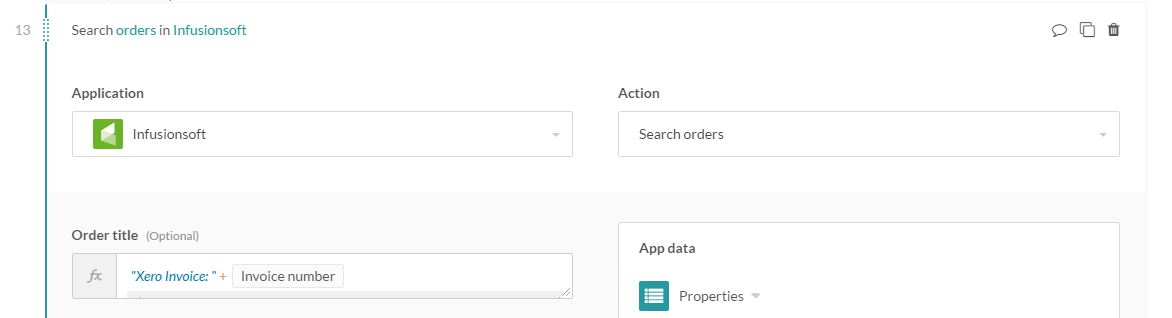 13 Search orders in Infusionsoft
Application
Action
Infusionsoft
Search orders
Order title (Optional)
App data
fx "Xero Invoice: " + Invoice number
Properties